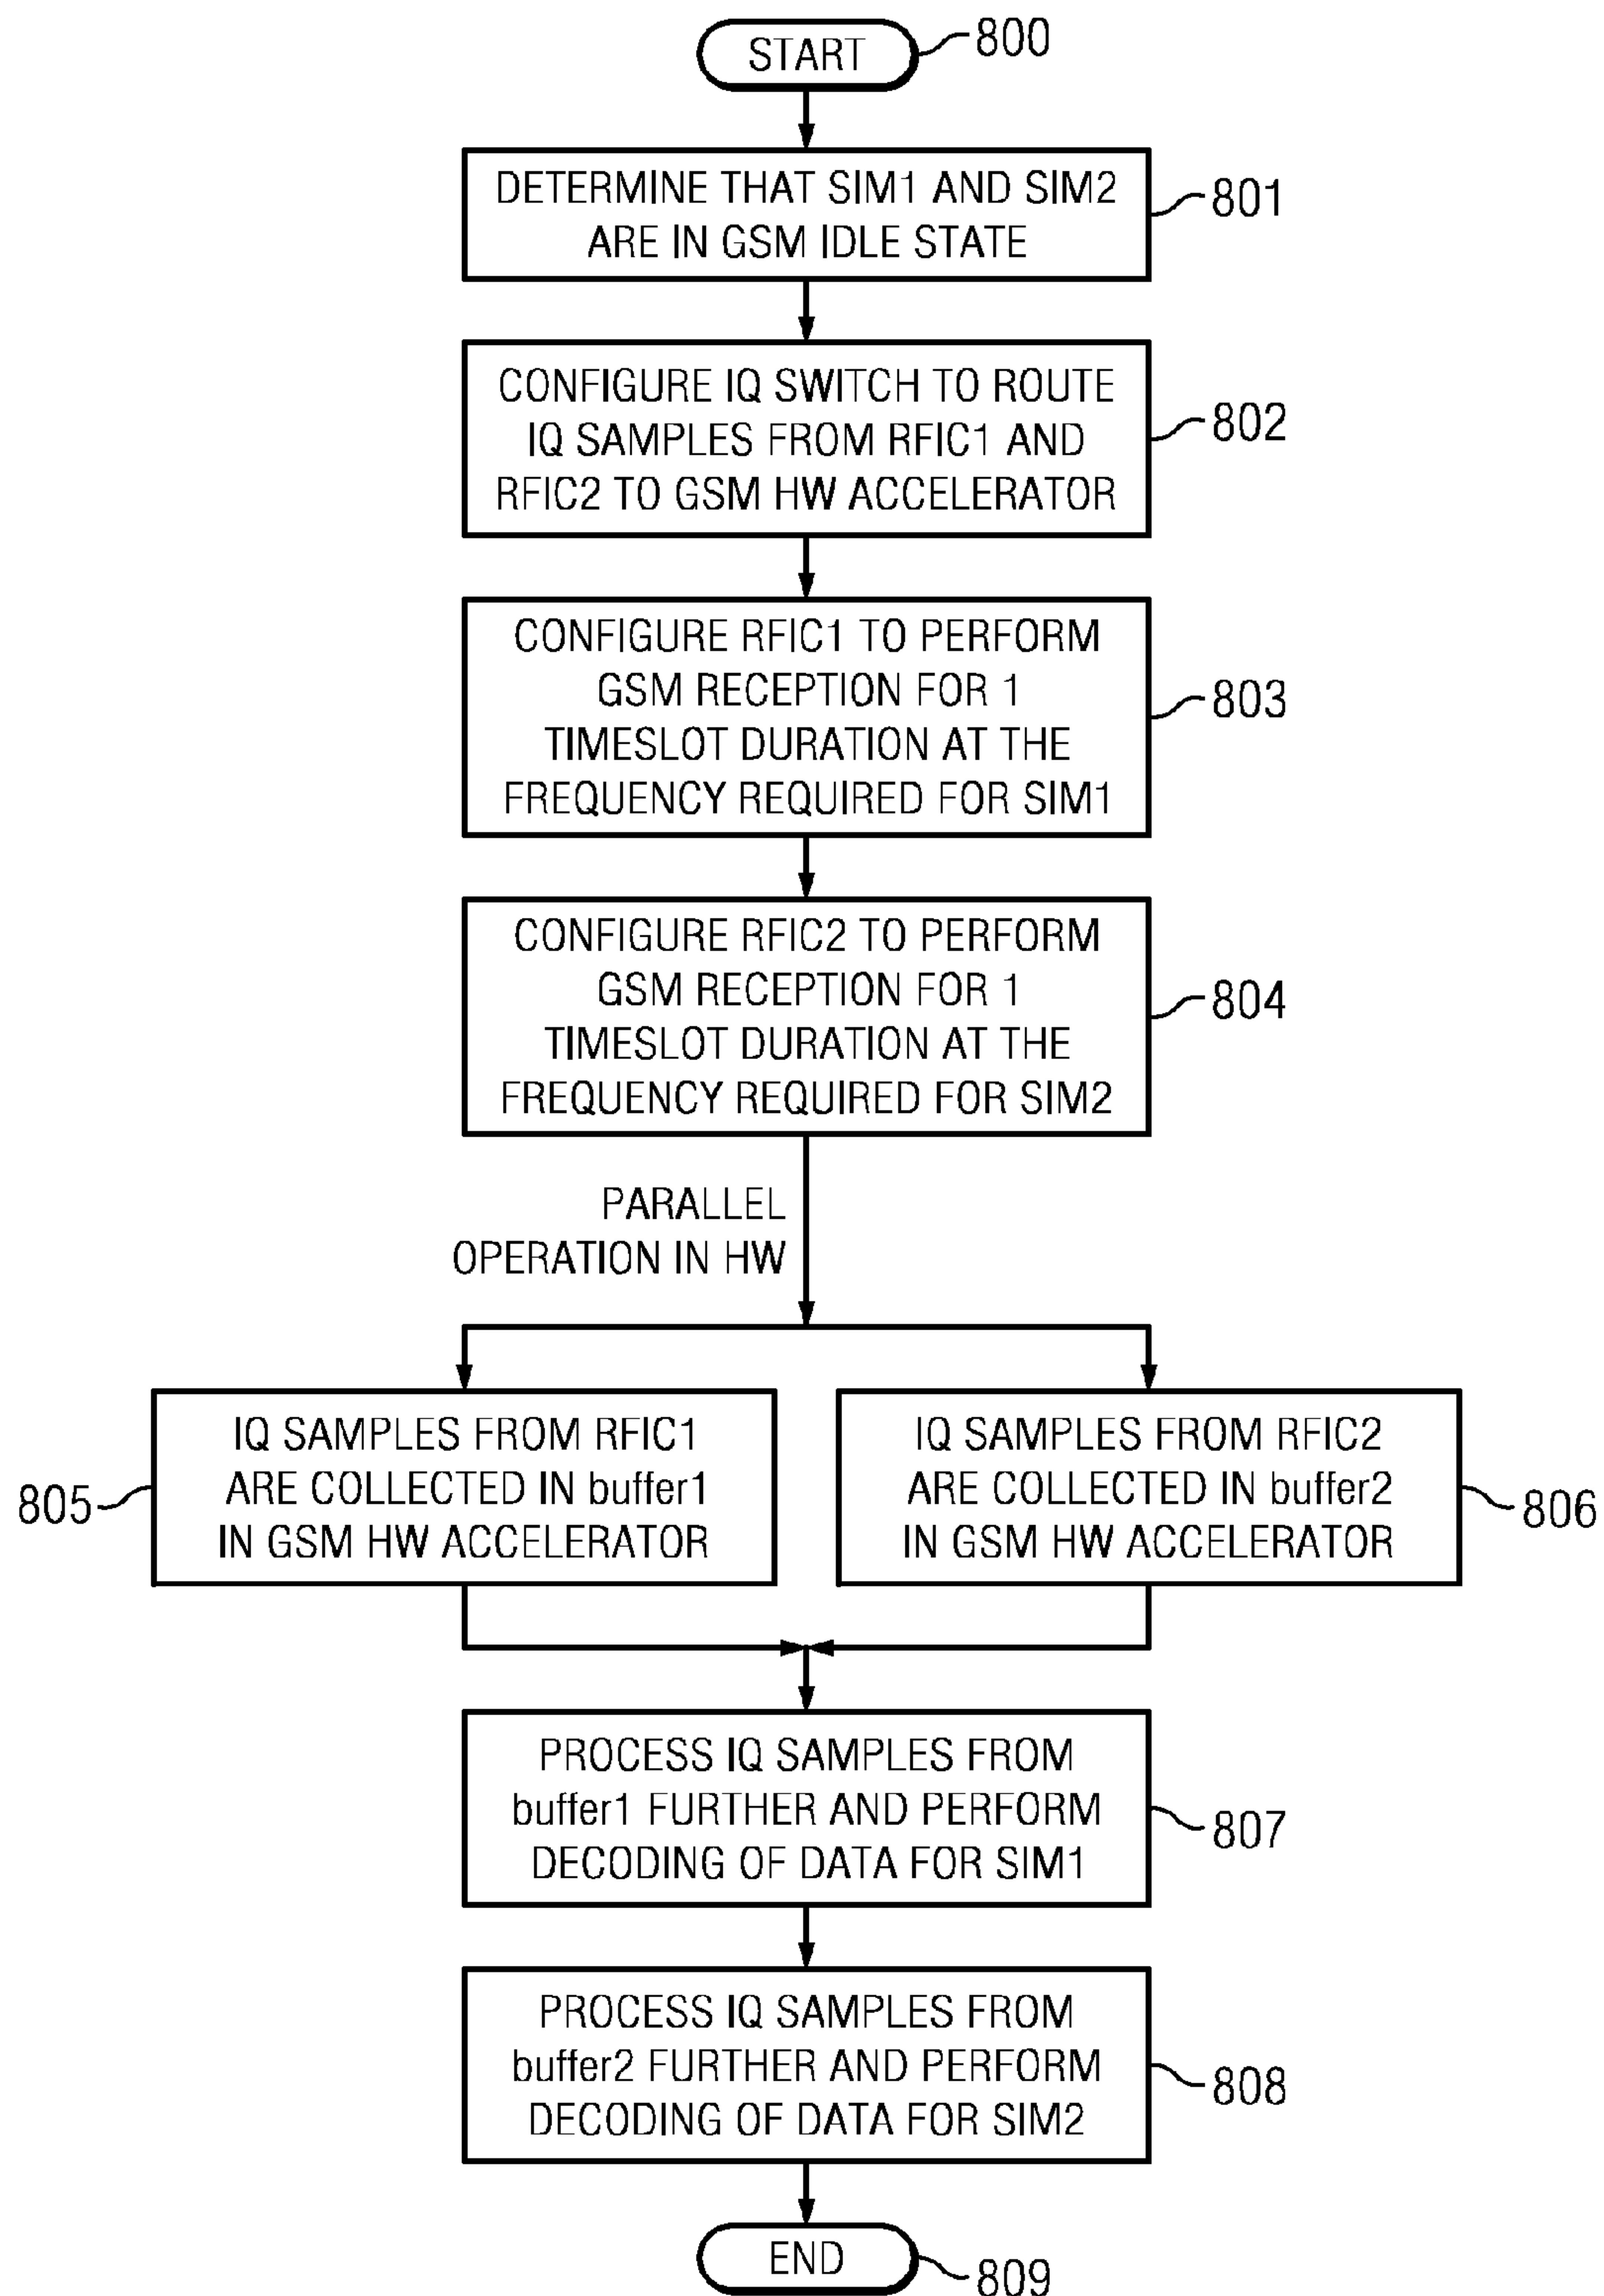 START
800
DETERMINE THAT SIM1 AND SIM2
ARE IN GSM IDLE STATE
801
CONFIGURE IQ SWITCH TO ROUTE
IQ SAMPLES FROM RFIC1 AND
RFIC2 TO GSM HW ACCELERATOR
802
CONFIGURE RFIC1 TO PERFORM
GSM RECEPTION FOR 1
TIMESLOT DURATION AT THE
FREQUENCY REQUIRED FOR SIM1
803
CONFIGURE RFIC2 TO PERFORM
GSM RECEPTION FOR 1
TIMESLOT DURATION AT THE
FREQUENCY REQUIRED FOR SIM2
804
PARALLEL
OPERATION IN HW
IQ SAMPLES FROM RFIC1
ARE COLLECTED IN buffer1
IN GSM HW ACCELERATOR
805
IQ SAMPLES FROM RFIC2
ARE COLLECTED IN buffer2
IN GSM HW ACCELERATOR
806
PROCESS IQ SAMPLES FROM
buffer1 FURTHER AND PERFORM
DECODING OF DATA FOR SIM1
807
PROCESS IQ SAMPLES FROM
buffer2 FURTHER AND PERFORM
DECODING OF DATA FOR SIM2
808
END
809